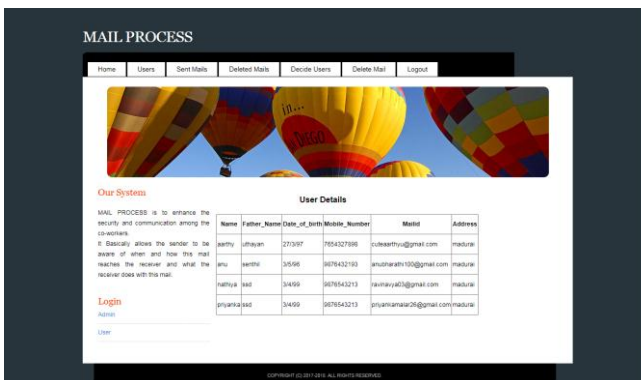 MAIL PROCESS
Home Users Sent Mails Deleted Mails Decide Users Delete Mail Logout
in...
DIEGO
Our System
MAIL PROCESS is to enhance the
security and communication among the
co-workers.
It Basically allows the sender to be
aware of when and how this mail
reaches the receiver and what the
receiver does with this mail.
Login
Admin
User
User Details
Name Father_Name Date_of_birth Mobile_Number Mailid Address
aarthy uthayan 27/3/97 7654327896 cuteaarthyu@gmail.com madurai
anu senthil 3/5/96 9876432193 anubharathi100@gmail.com madurai
nathiya ssd 3/4/99 9876543213 ravinavya03@gmail.com madurai
priyanka ssd 3/4/99 9876543213 priyankamalar26@gmail.com madurai
COPYRIGHT (C) 2017-2018. ALL RIGHTS RESERVED.